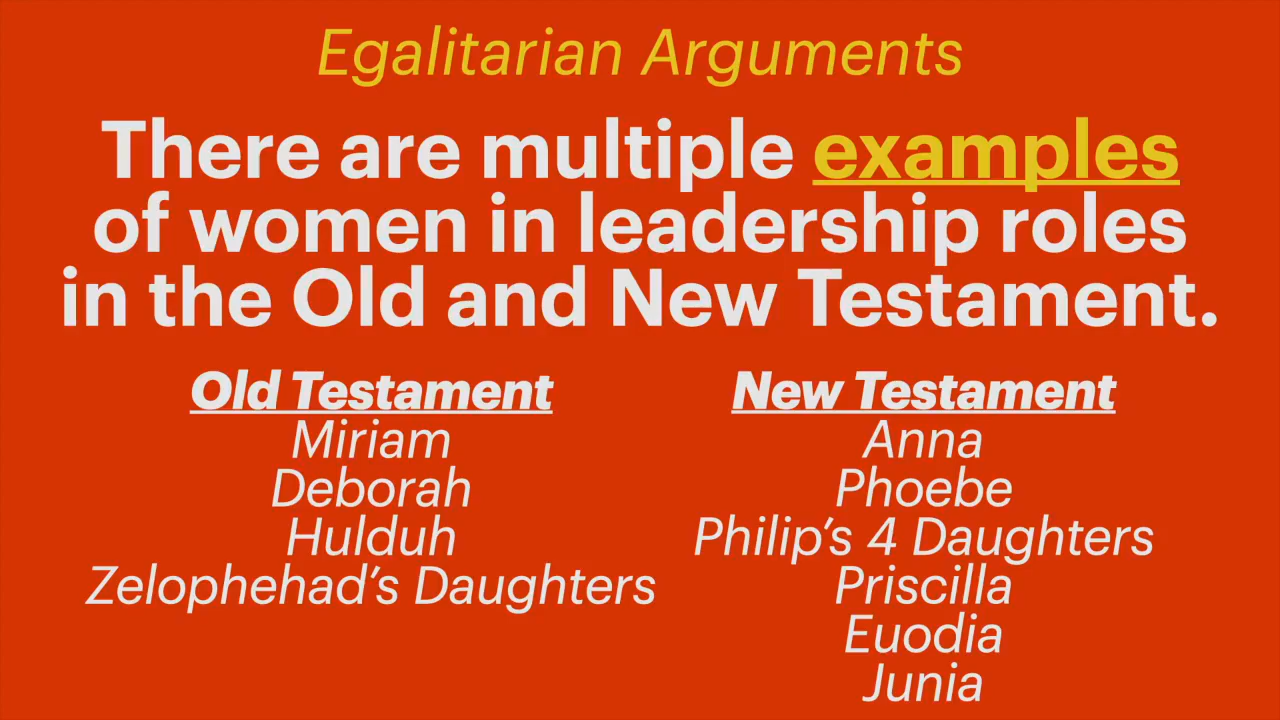 Egalitarian Arguments
There are multiple examples
of women in leadership roles
in the Old and New Testament.
Old Testament
Miriam
Deborah
Hulduh
Zelophehad’s Daughters
New Testament
Anna
Phoebe
Philip’s 4 Daughters
Priscilla
Euodia
Junia